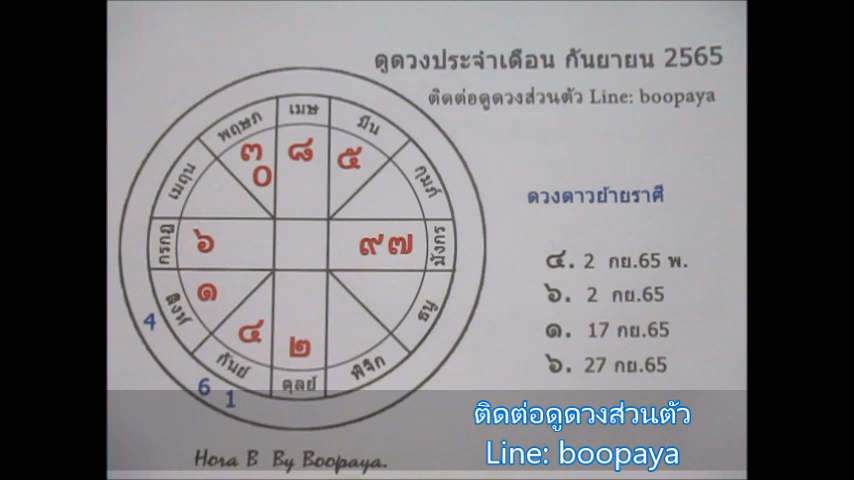 ดูดวงประจำเดือน กันยายน 2565
ติดต่อดูดวงส่วนตัว Line: boopaya
เมษ
พฤษภ
มีน
๓
๘
๕
๐
เมถุน
กุมภ์
ดวงดาวย้ายราศี
กรกฎ
๖
๙๗
มังกร
๔. 2 กย.65 พ.
๑
๖. 2 กย.65
สิงห์
ธนู
4
๔
๒
๑. 17 กย.65
กันย์
ตุลย์
พิจิก
๖. 27 กย.65
6
1
ติดต่อดูดวงส่วนตัว
Line: boopaya
Hora B By Boopaya.